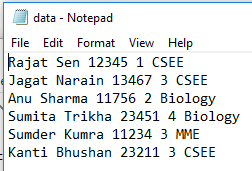 data - Notepad
File Edit Format View Help
Rajat Sen 12345 1 CSEE
Jagat Narain 13467 3 CSEE
Anu Sharma 11756 2 Biology
Sumita Trikha 23451 4 Biology
Sumder Kumra 11234 3 MME
Kanti Bhushan 23211 3 CSEE